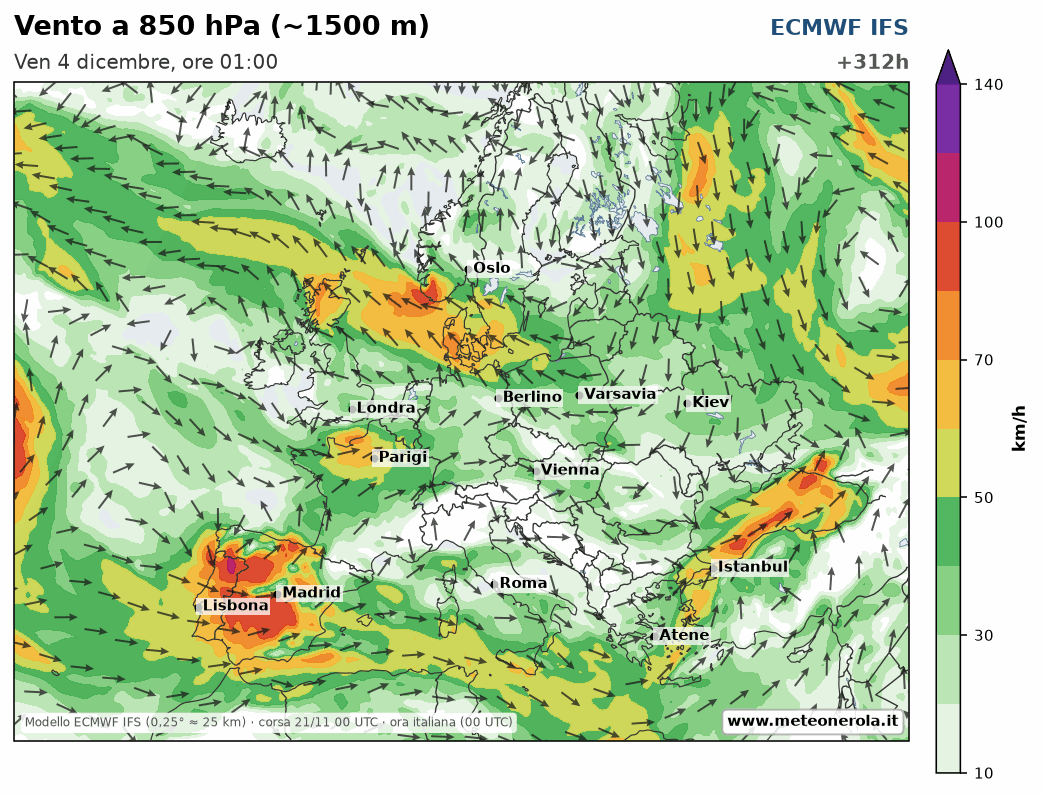 Vento a 850 hPa (~1500 m)
ECMWF IFS
Ven 4 dicembre, ore 01:00
+312h
140
100
70
50
30
10
km/h
Oslo
Berlino
Varsavia
Kiev
Londra
Parigi
Vienna
Istanbul
Roma
Madrid
Lisbona
Atene
Modello ECMWF IFS (0,25° ≈ 25 km) · corsa 21/11 00 UTC · ora italiana (00 UTC)
www.meteonerola.it